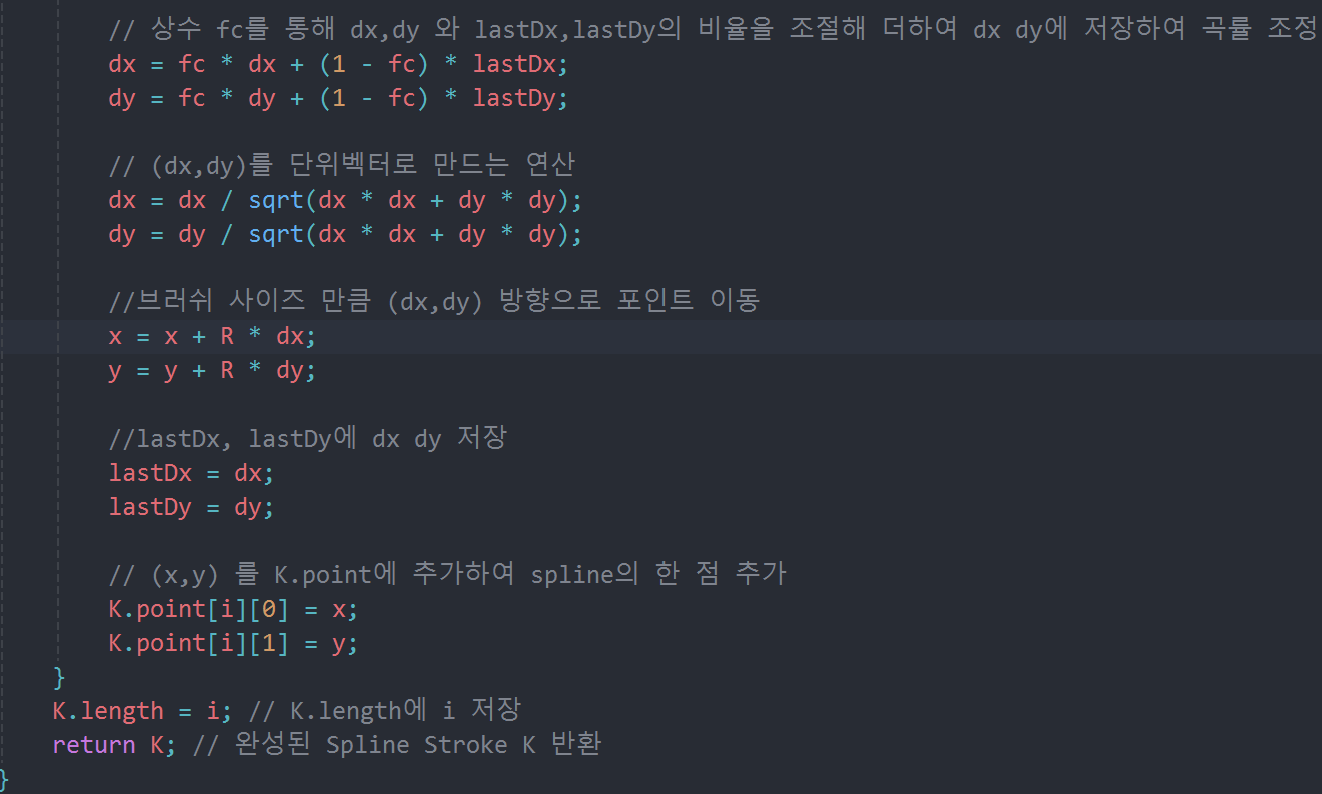 // 상수 fc를 통해 dx,dy 와 lastDx,lastDy의 비율을 조절해 더하여 dx dy에 저장하여 곡률 조정
dx = fc * dx + (1 - fc) * lastDx;
dy = fc * dy + (1 - fc) * lastDy;
// (dx,dy)를 단위벡터로 만드는 연산
dx = dx / sqrt(dx * dx + dy * dy);
dy = dy / sqrt(dx * dx + dy * dy);
//브러쉬 사이즈 만큼 (dx,dy) 방향으로 포인트 이동
x = x + R * dx;
y = y + R * dy;
//lastDx, lastDy에 dx dy 저장
lastDx = dx;
lastDy = dy;
// (x,y) 를 K.point에 추가하여 spline의 한 점 추가
K.point[i][0] = x;
K.point[i][1] = y;
}
K.length = i; // K.length에 i 저장
return K; // 완성된 Spline Stroke K 반환
}